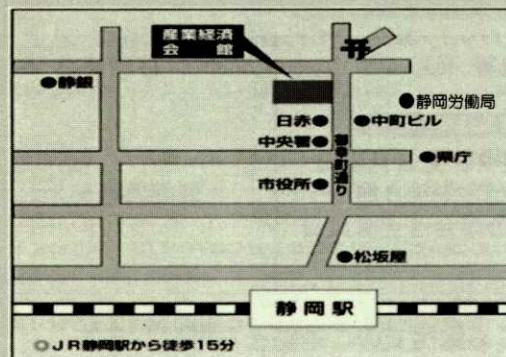 産業経済
会館
●静銀
●静岡労働局
日赤●
●中町ビル
中央署●
御幸町通り
●県庁
市役所●
●松坂屋
静岡駅
◎JR静岡駅から徒歩15分